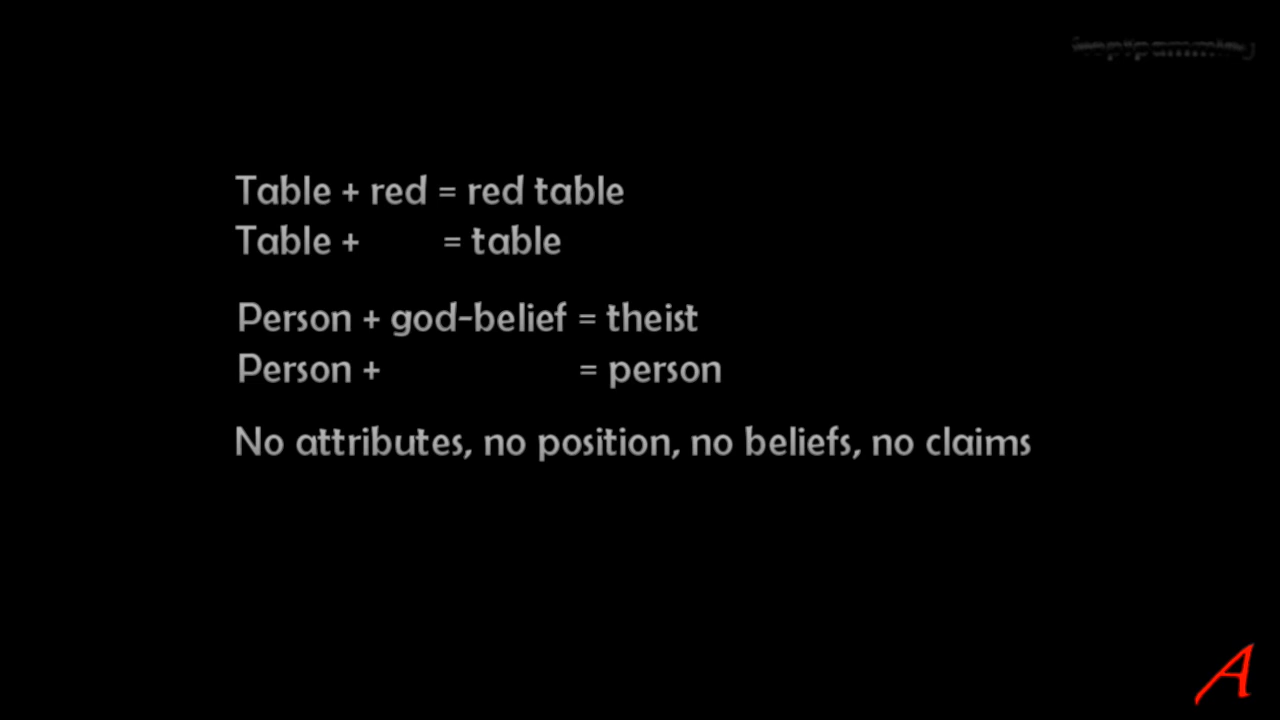 Table + red = red table
Table + = table
Person + god-belief = theist
Person + = person
No attributes, no position, no beliefs, no claims
A